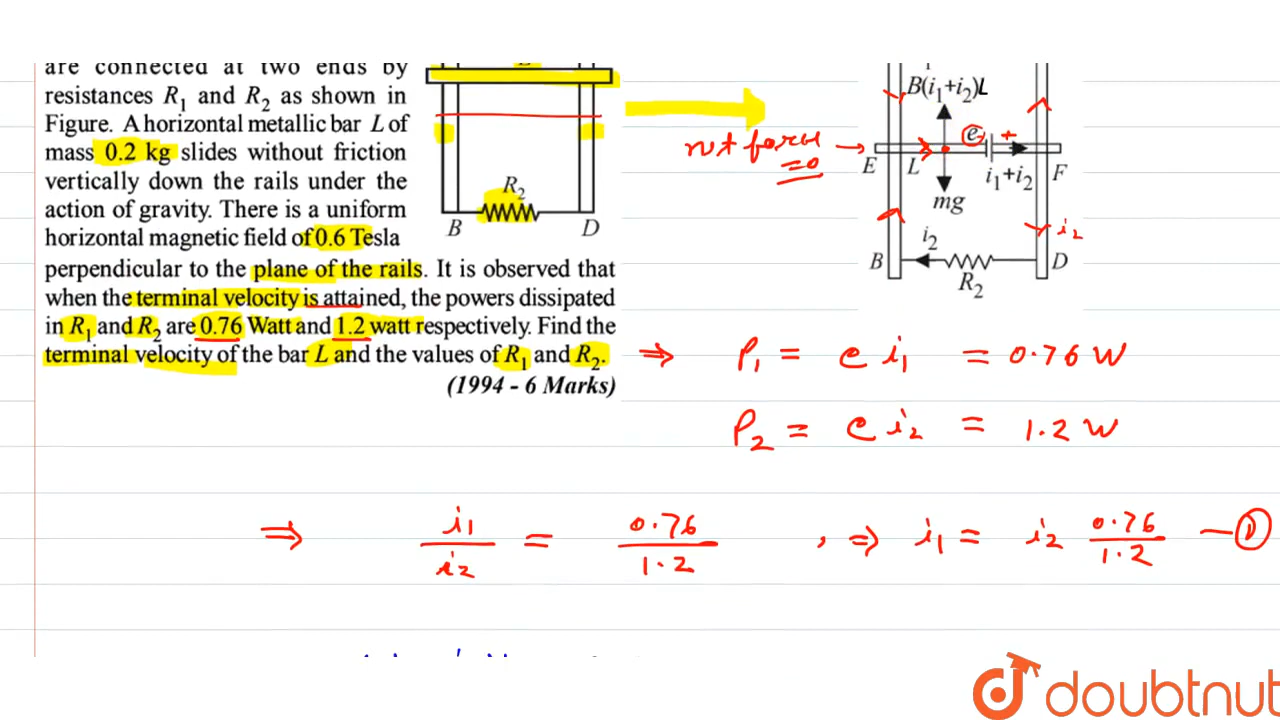 are connected at two ends by
resistances R1 and R2 as shown in
Figure. A horizontal metallic bar L of
mass 0.2 kg slides without friction
vertically down the rails under the
action of gravity. There is a uniform
horizontal magnetic field of 0.6 Tesla
perpendicular to the plane of the rails. It is observed that
when the terminal velocity is attained, the powers dissipated
in R1 and R2 are 0.76 Watt and 1.2 watt respectively. Find the
terminal velocity of the bar L and the values of R1 and R2.
(1994 - 6 Marks)
R2
B D
B(i1+i2)L
net force
=0
e +
E L i1+i2 F
mg
i2 i2
B R2 D
⇒ P1 = e i1 = 0.76 W
P2 = e i2 = 1.2 W
⇒ i1/i2 = 0.76/1.2 , ⇒ i1 = i2 0.76/1.2 — ①
doubtnut